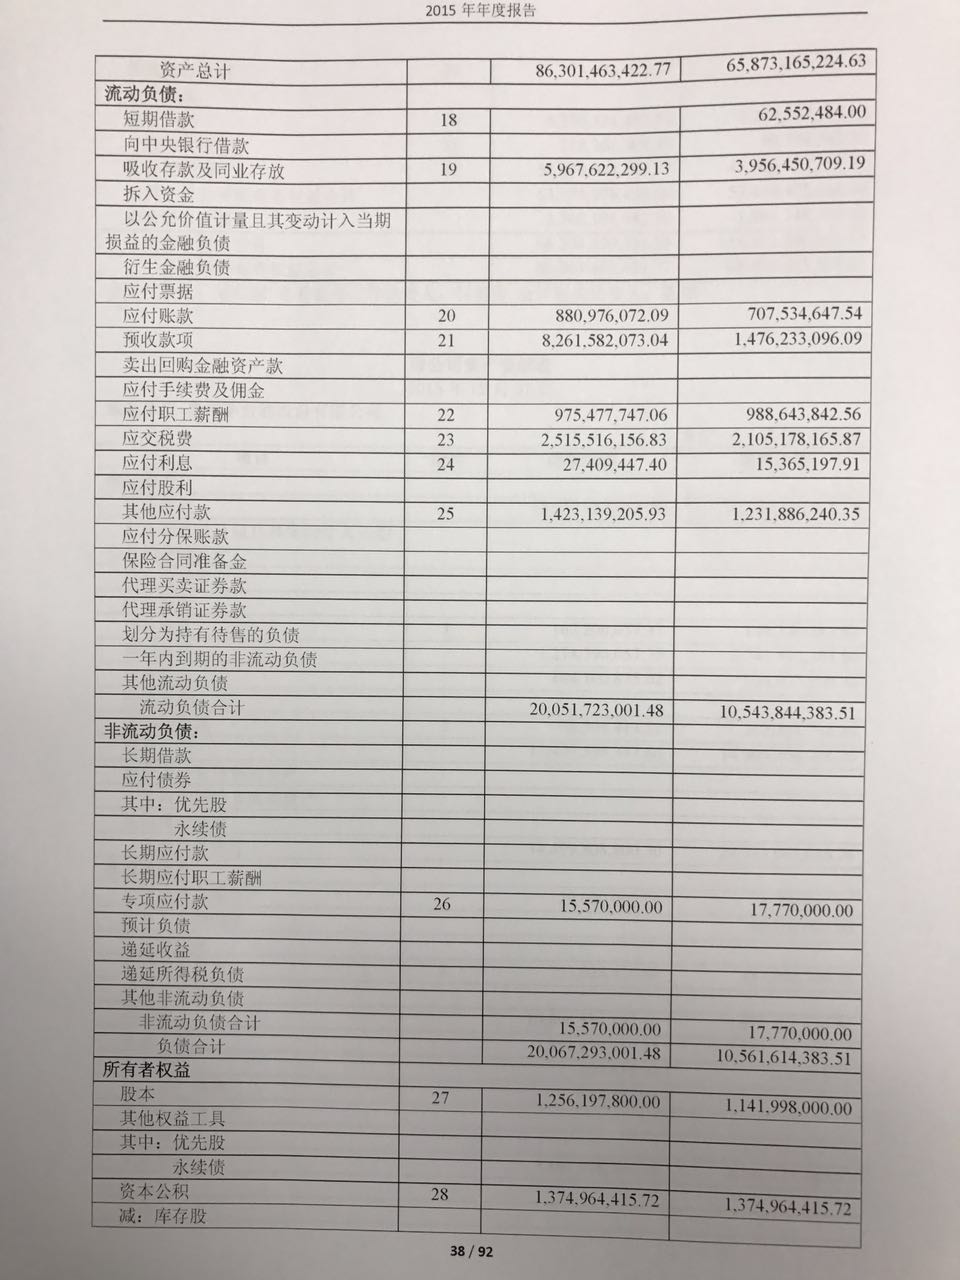 2015 年年度报告
资产总计 86,301,463,422.77 65,873,165,224.63
流动负债：
短期借款 18 62,552,484.00
向中央银行借款
吸收存款及同业存放 19 5,967,622,299.13 3,956,450,709.19
拆入资金
以公允价值计量且其变动计入当期
损益的金融负债
衍生金融负债
应付票据
应付账款 20 880,976,072.09 707,534,647.54
预收款项 21 8,261,582,073.04 1,476,233,096.09
卖出回购金融资产款
应付手续费及佣金
应付职工薪酬 22 975,477,747.06 988,643,842.56
应交税费 23 2,515,516,156.83 2,105,178,165.87
应付利息 24 27,409,447.40 15,365,197.91
应付股利
其他应付款 25 1,423,139,205.93 1,231,886,240.35
应付分保账款
保险合同准备金
代理买卖证券款
代理承销证券款
划分为持有待售的负债
一年内到期的非流动负债
其他流动负债
流动负债合计 20,051,723,001.48 10,543,844,383.51
非流动负债：
长期借款
应付债券
其中：优先股
永续债
长期应付款
长期应付职工薪酬
专项应付款 26 15,570,000.00 17,770,000.00
预计负债
递延收益
递延所得税负债
其他非流动负债
非流动负债合计 15,570,000.00 17,770,000.00
负债合计 20,067,293,001.48 10,561,614,383.51
所有者权益
股本 27 1,256,197,800.00 1,141,998,000.00
其他权益工具
其中：优先股
永续债
资本公积 28 1,374,964,415.72 1,374,964,415.72
减：库存股
38 / 92